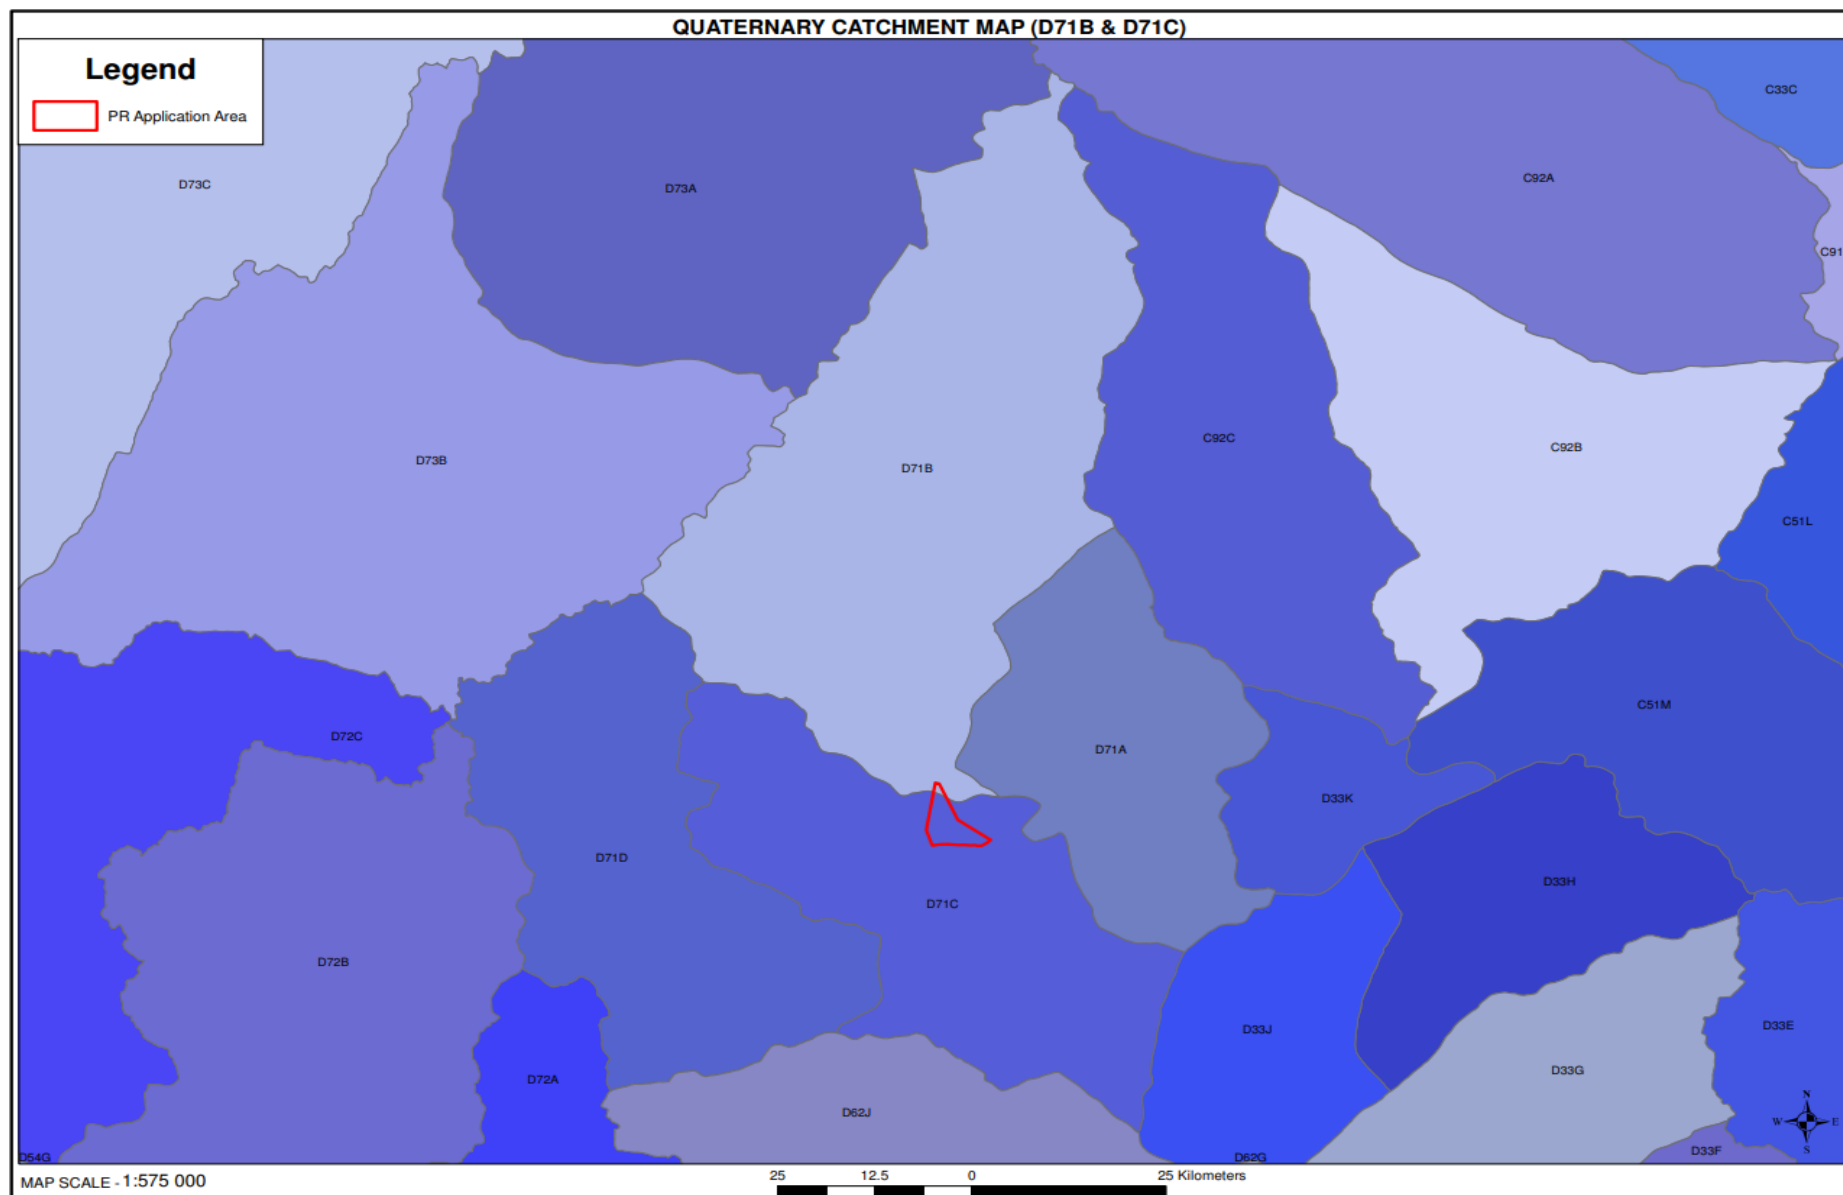 QUATERNARY CATCHMENT MAP (D71B & D71C)
Legend
PR Application Area
C33C
D73C
D73A
C92A
C91
C92C
C92B
D73B
D71B
C51L
C51M
D72C
D71A
D33K
D71D
D33H
D71C
D72B
D33J
D33E
D33G
D72A
D62J
N
W E
S
D33F
D54G
D62G
MAP SCALE - 1:575 000
25 12.5 0 25 Kilometers